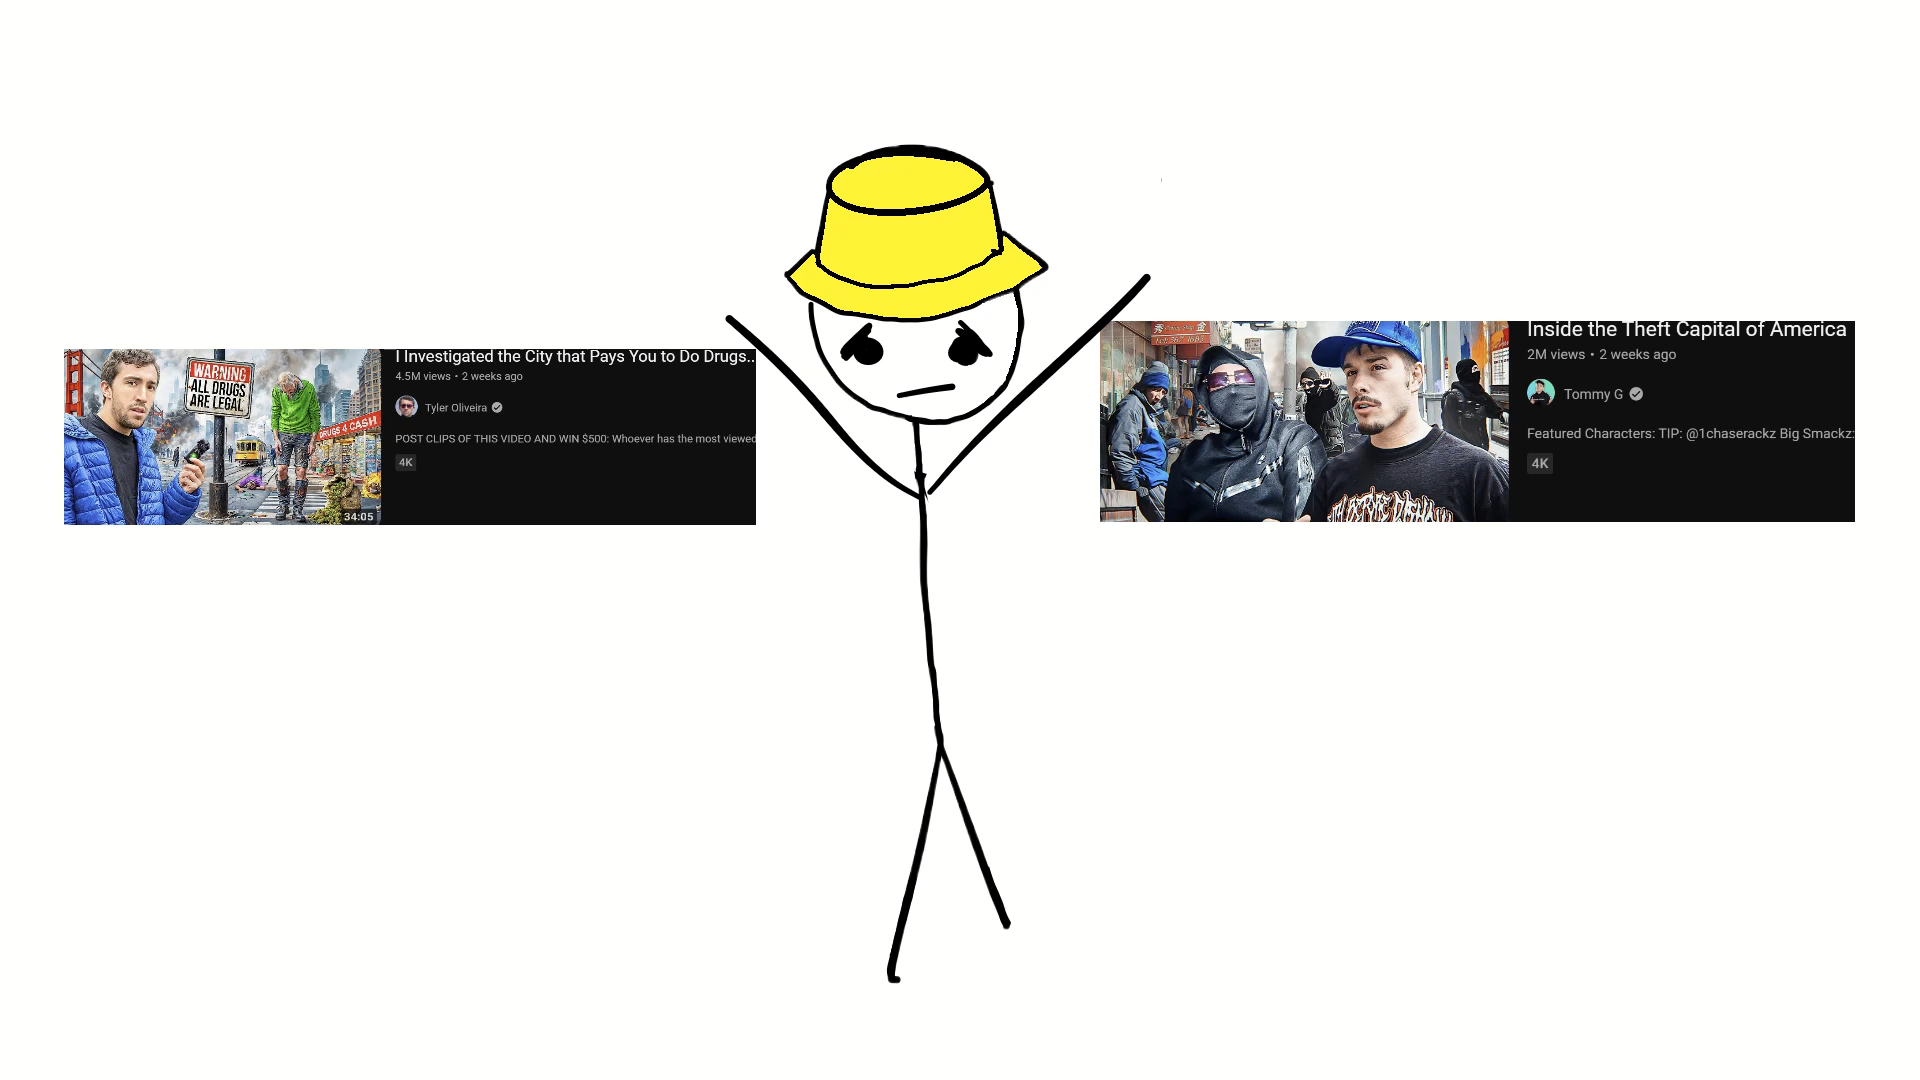 I Investigated the City that Pays You to Do Drugs..
4.5M views • 2 weeks ago
Tyler Oliveira
POST CLIPS OF THIS VIDEO AND WIN $500: Whoever has the most viewed
4K
WARNING
ALL DRUGS
ARE LEGAL
DRUGS 4 CASH
34:05
Inside the Theft Capital of America
2M views • 2 weeks ago
Tommy G
Featured Characters: TIP: @1chaserackz Big Smackz:
4K